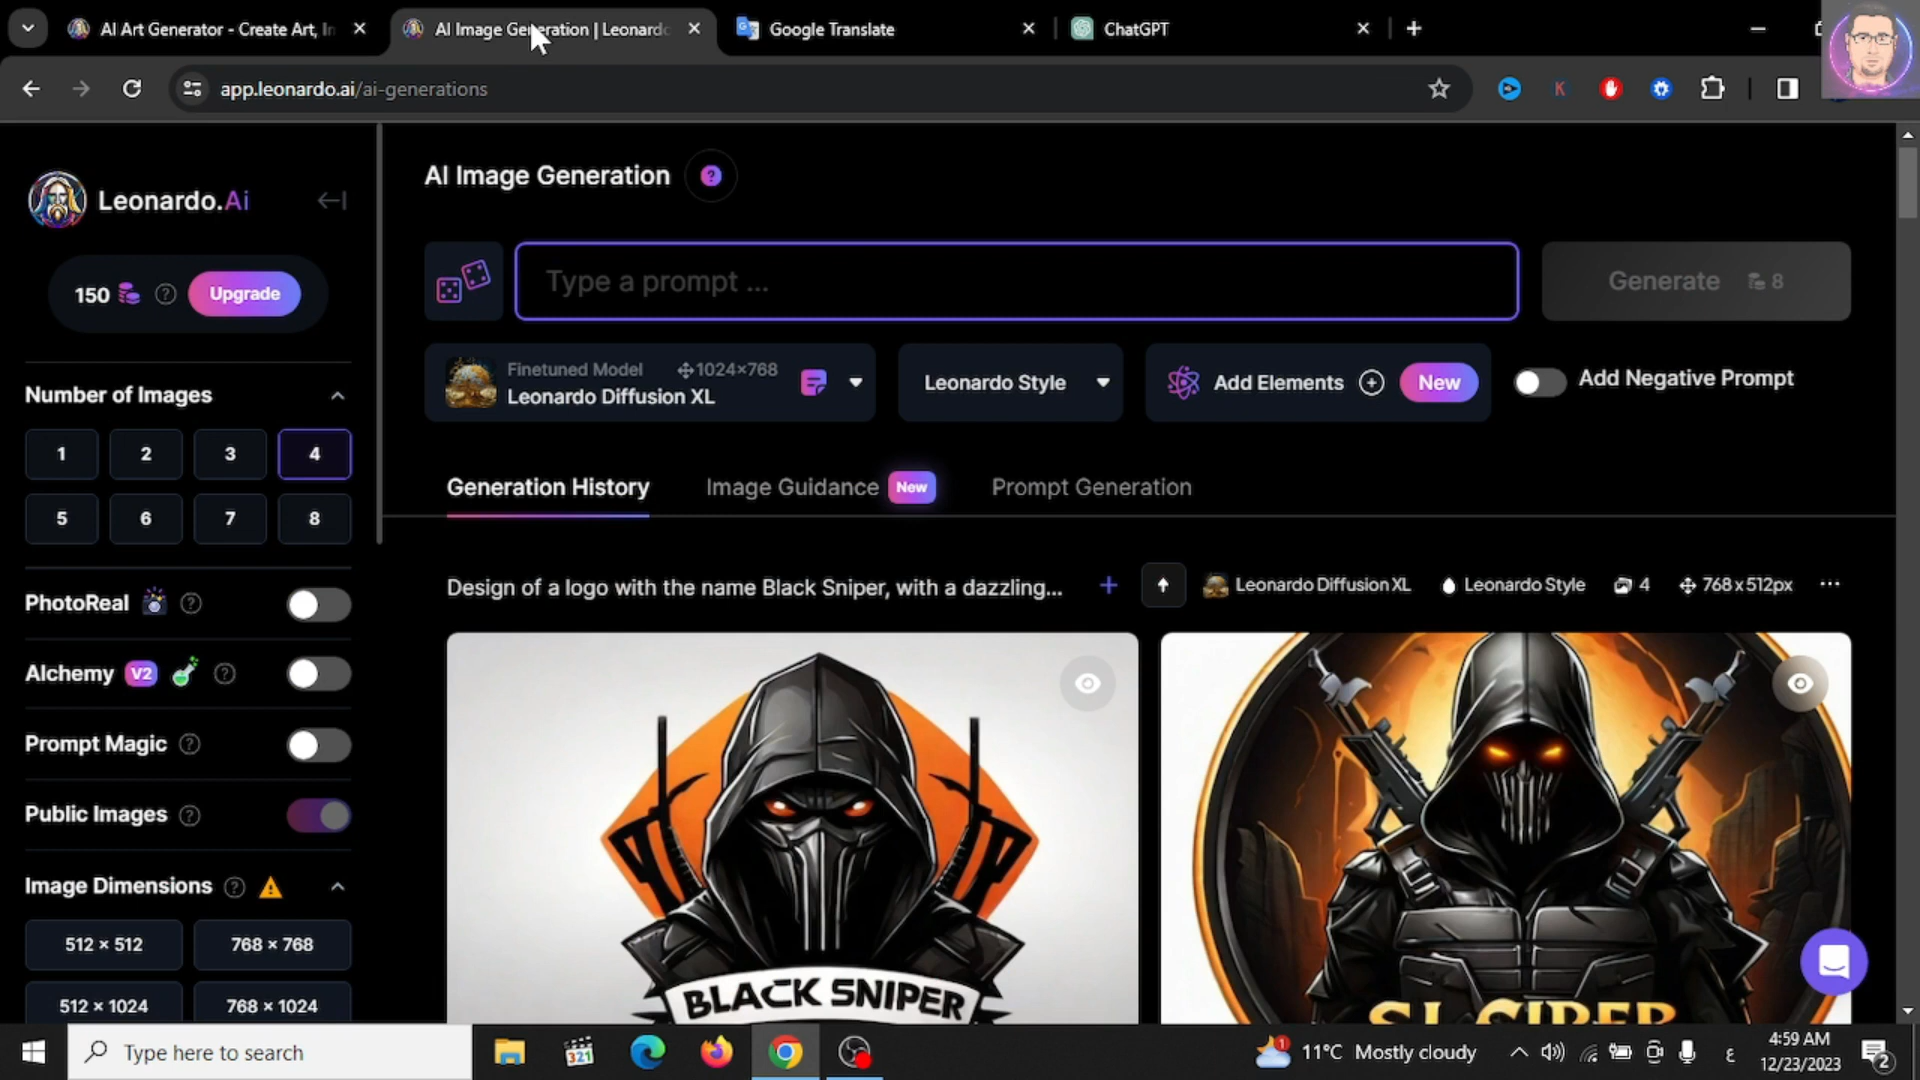 AI Art Generator - Create Art, In
AI Image Generation | Leonardo
Google Translate
ChatGPT
app.leonardo.ai/ai-generations
K
Leonardo.Ai
AI Image Generation
?
150
?
Upgrade
Type a prompt ...
Generate 8
Finetuned Model 1024×768
Leonardo Diffusion XL
Leonardo Style
Add Elements
New
Add Negative Prompt
Number of Images
1 2 3 4
5 6 7 8
Generation History
Image Guidance New
Prompt Generation
PhotoReal ?
Alchemy V2 ?
Prompt Magic ?
Public Images ?
Image Dimensions ?
512 × 512 768 × 768
512 × 1024 768 × 1024
Design of a logo with the name Black Sniper, with a dazzling...
Leonardo Diffusion XL
Leonardo Style
4
768 x 512px
BLACK SNIPER
Type here to search
321
1
11°C Mostly cloudy
ع
4:59 AM
12/23/2023
2